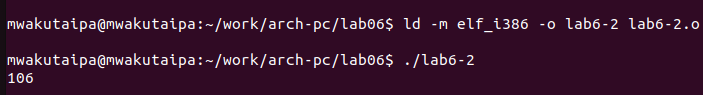 mwakutaipa@mwakutaipa:~/work/arch-pc/lab06$ ld -m elf_i386 -o lab6-2 lab6-2.o
mwakutaipa@mwakutaipa:~/work/arch-pc/lab06$ ./lab6-2
106